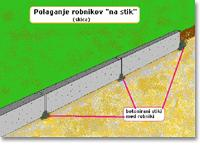 Polaganje robnikov "na stik"
(skica)
betonirani stiki
med robniki